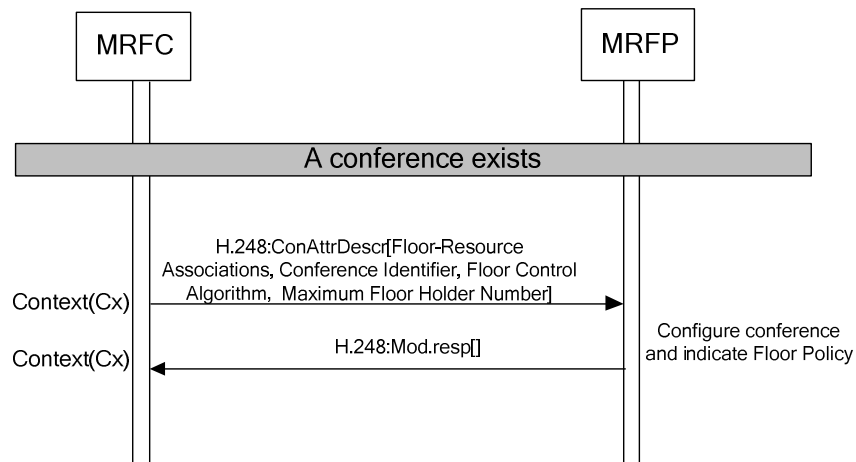 MRFC
MRFP
A conference exists
H.248:ConAttrDescr[Floor-Resource
Associations, Conference Identifier, Floor Control
Algorithm, Maximum Floor Holder Number]
Context(Cx)
Configure conference
and indicate Floor Policy
H.248:Mod.resp[]
Context(Cx)